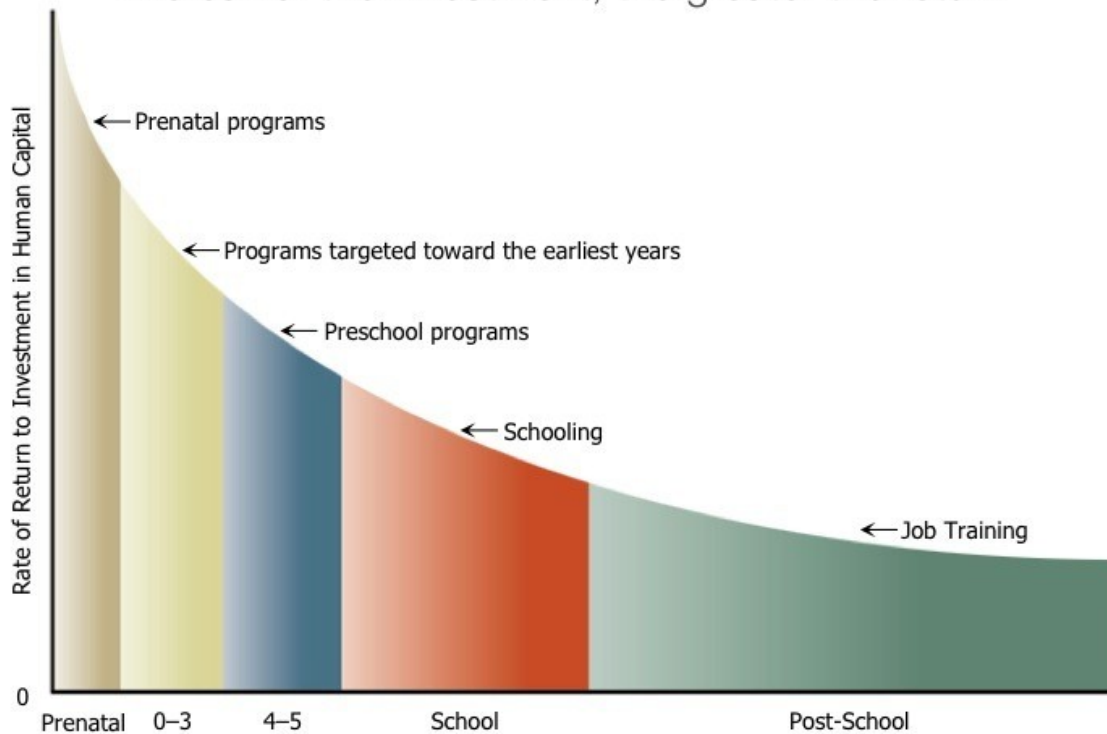 Prenatal programs
Programs targeted toward the earliest years
Preschool programs
Schooling
Job Training
Rate of Return to Investment in Human Capital
0
Prenatal 0–3 4–5 School Post-School